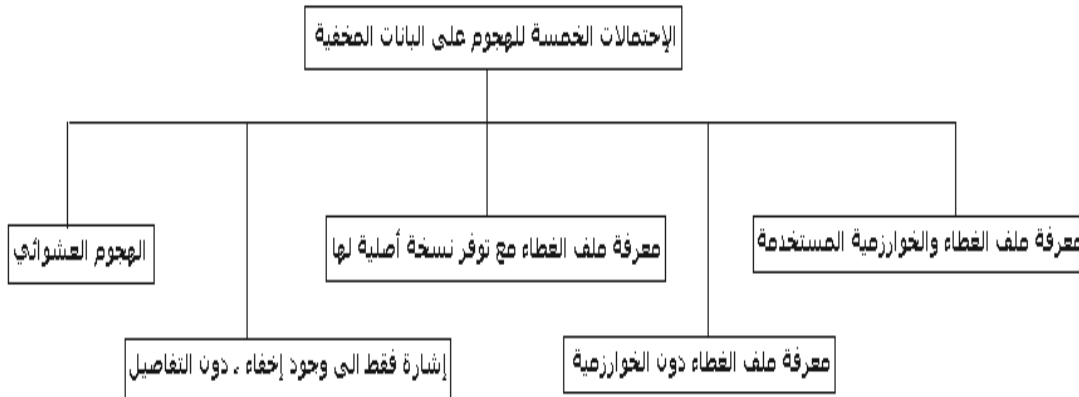 الإحتمالات الخمسة للهجوم على البانات المخفية
معرفة ملف الغطاء والخوارزمية المستخدمة
معرفة ملف الغطاء مع توفر نسخة أصلية لها
الهجوم العشوائي
معرفة ملف الغطاء دون الخوارزمية
إشارة فقط الى وجود إخفاء ، دون التفاصيل